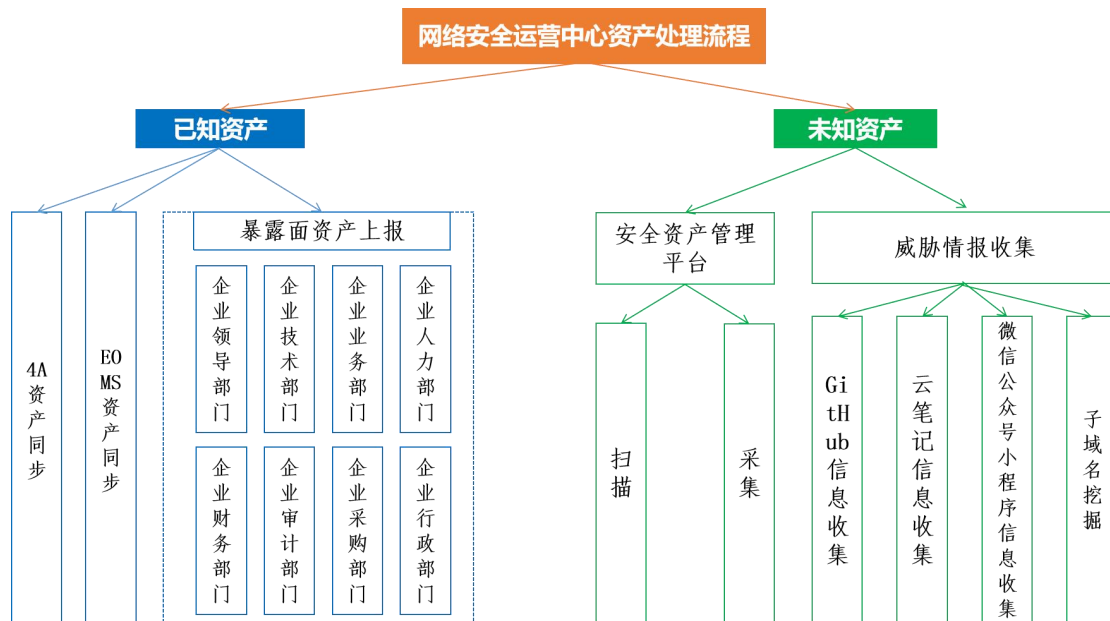 网络安全运营中心资产处理流程
已知资产
未知资产
4A资产同步
EOMS资产同步
暴露面资产上报
企业领导部门
企业技术部门
企业业务部门
企业人力部门
企业财务部门
企业审计部门
企业采购部门
企业行政部门
安全资产管理
平台
扫描
采集
威胁情报收集
GitHub信息收集
云笔记信息收集
微信公众号小程序信息收集
子域名挖掘